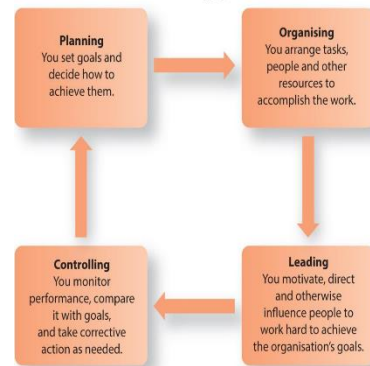 Planning
You set goals and
decide how to
achieve them.
Organising
You arrange tasks,
people and other
resources to
accomplish the work.
Leading
You motivate, direct
and otherwise
influence people to
work hard to achieve
the organisation's goals.
Controlling
You monitor
performance, compare
it with goals,
and take corrective
action as needed.